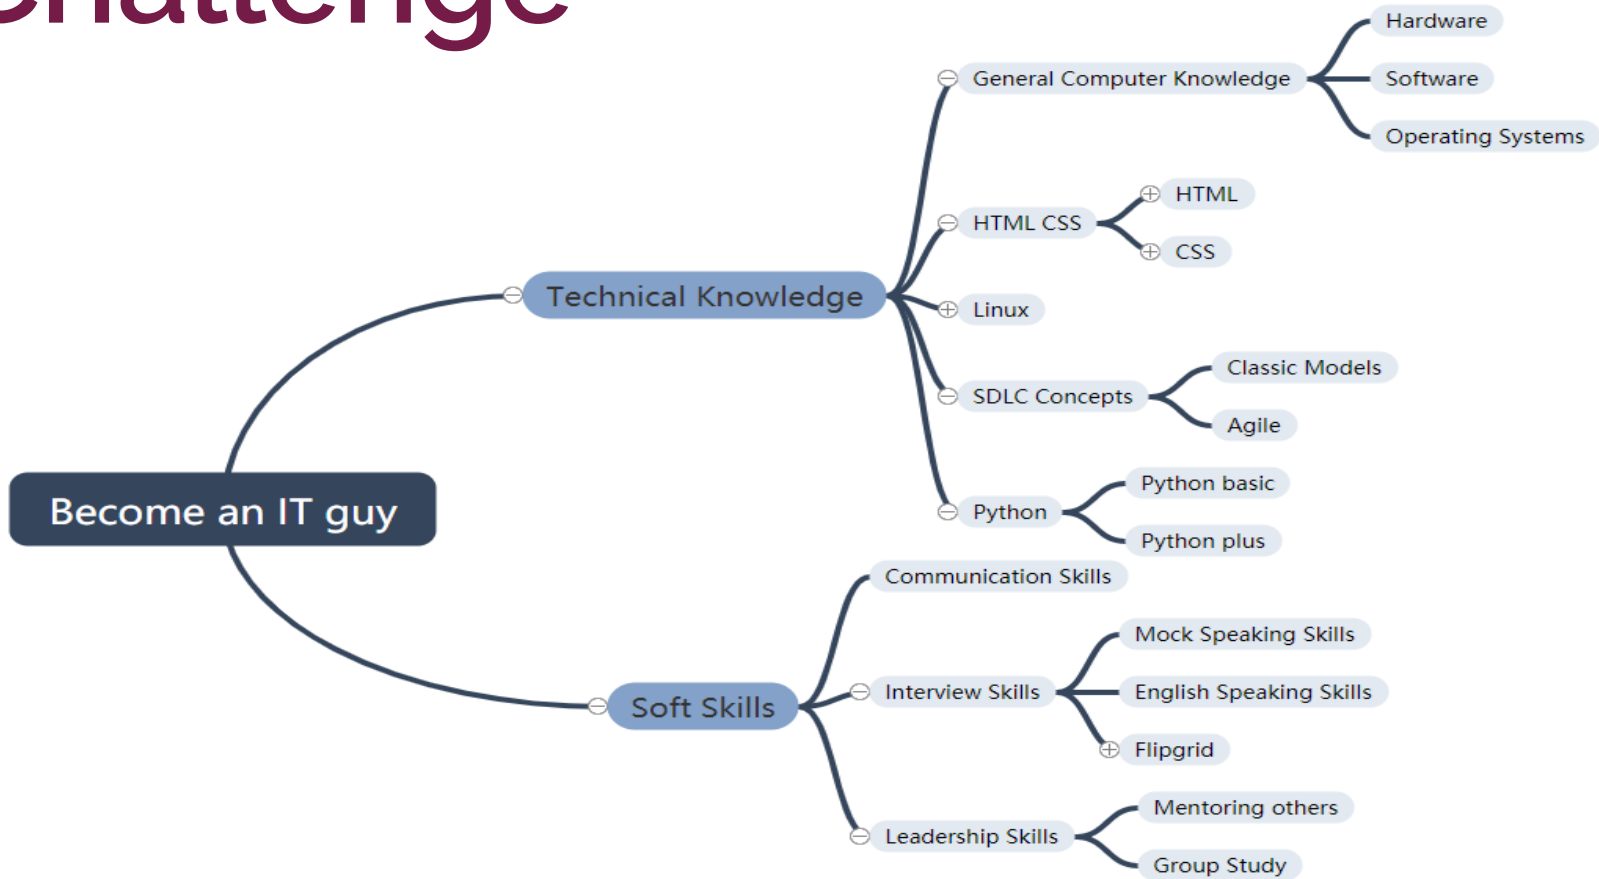 Challenge
Become an IT guy
Technical Knowledge
General Computer Knowledge
Hardware
Software
Operating Systems
HTML CSS
HTML
CSS
Linux
SDLC Concepts
Classic Models
Agile
Python
Python basic
Python plus
Soft Skills
Communication Skills
Interview Skills
Mock Speaking Skills
English Speaking Skills
Flipgrid
Leadership Skills
Mentoring others
Group Study